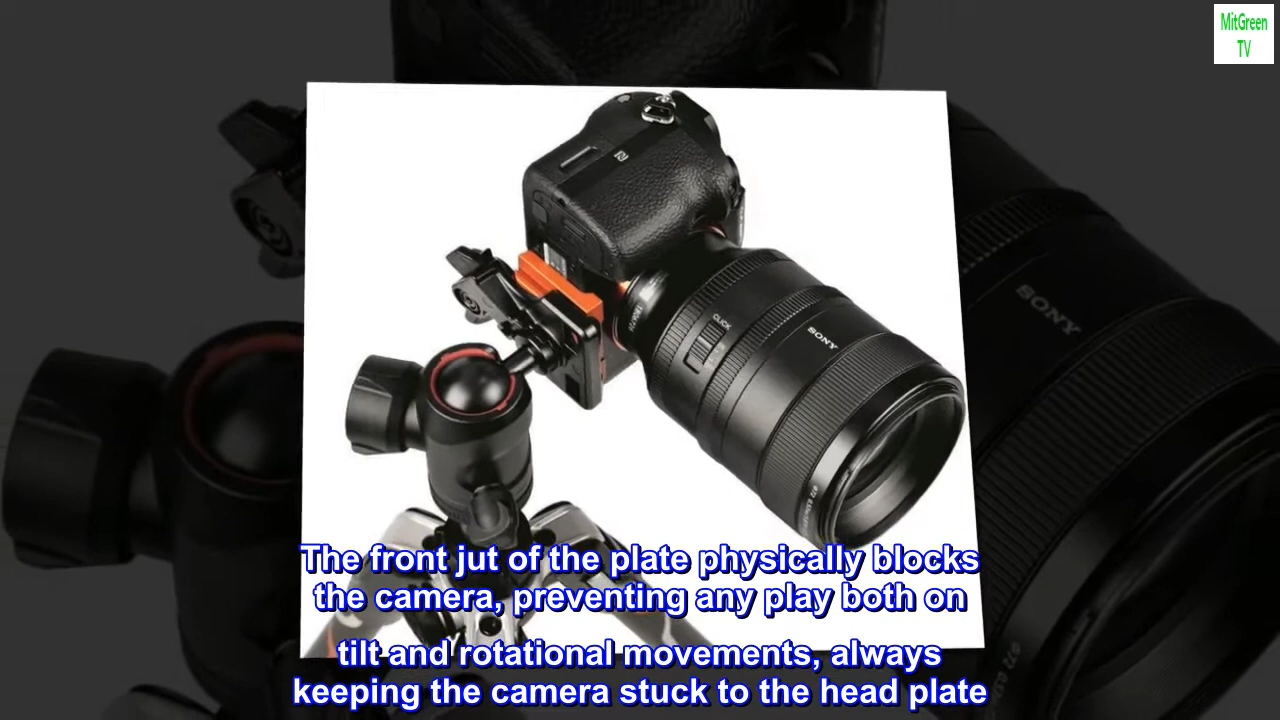 MitGreen
TV
CLICK
SONY
SONY
The front jut of the plate physically blocks
the camera, preventing any play both on
tilt and rotational movements, always
keeping the camera stuck to the head plate